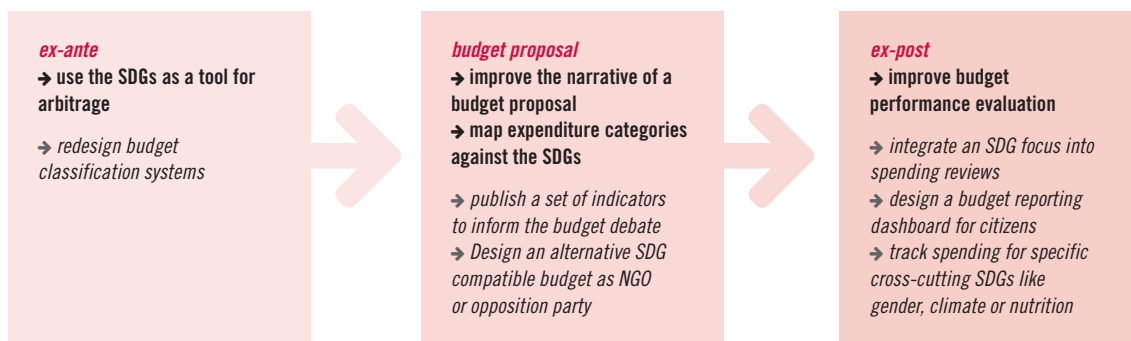 ex-ante
→ use the SDGs as a tool for
arbitrage
→ redesign budget
classification systems
budget proposal
→ improve the narrative of a
budget proposal
→ map expenditure categories
against the SDGs
→ publish a set of indicators
to inform the budget debate
→ Design an alternative SDG
compatible budget as NGO
or opposition party
ex-post
→ improve budget
performance evaluation
→ integrate an SDG focus into
spending reviews
→ design a budget reporting
dashboard for citizens
→ track spending for specific
cross-cutting SDGs like
gender, climate or nutrition